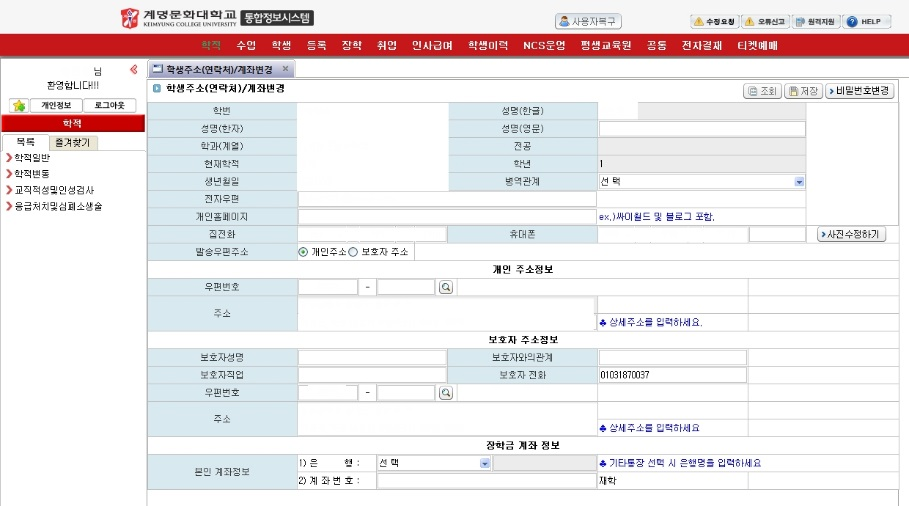 계명문화대학교 통합정보시스템
KEIMYUNG COLLEGE UNIVERSITY
사용자복구 수정요청 오류신고 원격지원 HELP
학적 수업 학생 등록 장학 취업 인사급여 학생이력 NCS운영 평생교육원 공통 전자결재 티켓예매
님
환영합니다!!!
개인정보 로그아웃
학적
목록 즐겨찾기
학적일반
학적변동
교직적성및인성검사
응급처치및심폐소생술
학생주소(연락처)/계좌변경
학생주소(연락처)/계좌변경 조회 저장 비밀번호변경
학번 성명(한글)
성명(한자) 성명(영문)
학과(계열) 전공
현재학적 학년 1
생년월일 병역관계 선 택
전자우편
개인홈페이지 ex.)싸이월드 및 블로그 포함.
집전화 휴대폰 사진수정하기
발송우편주소 개인주소 보호자 주소
개인 주소정보
우편번호 -
주소
♣ 상세주소를 입력하세요.
보호자 주소정보
보호자성명 보호자와의관계
보호자직업 보호자 전화 01031870037
우편번호 -
주소
♣ 상세주소를 입력하세요
장학금 계좌 정보
본인 계좌정보 1) 은 행 : 선 택 ♣ 기타통장 선택 시 은행명을 입력하세요
2) 계 좌 번 호 : 재학